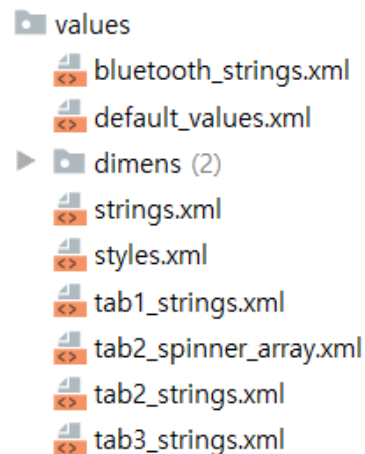 values
bluetooth_strings.xml
default_values.xml
dimens (2)
strings.xml
styles.xml
tab1_strings.xml
tab2_spinner_array.xml
tab2_strings.xml
tab3_strings.xml